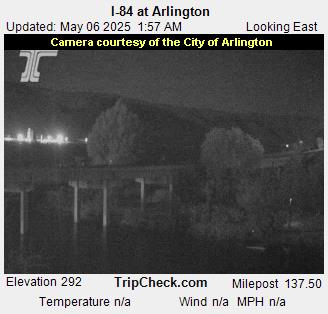 I-84 at Arlington
Updated: May 06 2025 1:57 AM Looking East
Camera courtesy of the City of Arlington
Elevation 292 TripCheck.com Milepost 137.50
Temperature n/a Wind n/a MPH n/a